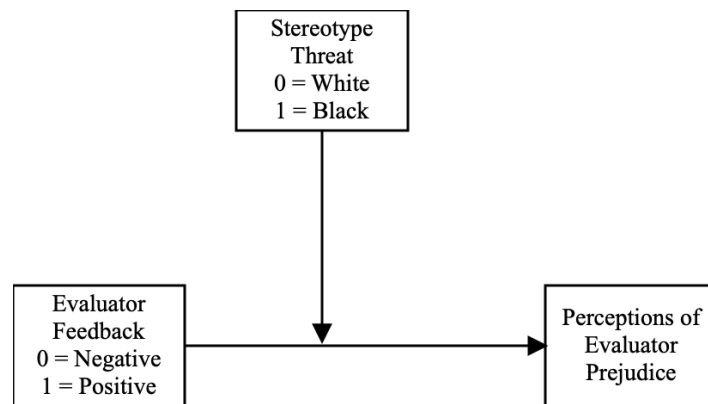 Stereotype
Threat
0 = White
1 = Black
Evaluator
Feedback
0 = Negative
1 = Positive
Perceptions of
Evaluator
Prejudice